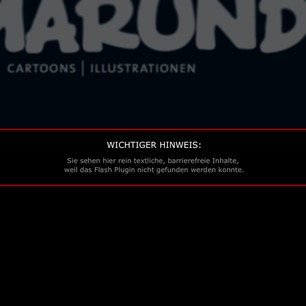 MARUND
CARTOONS | ILLUSTRATIONEN
WICHTIGER HINWEIS:
Sie sehen hier rein textliche, barrierefreie Inhalte,
weil das Flash Plugin nicht gefunden werden konnte.